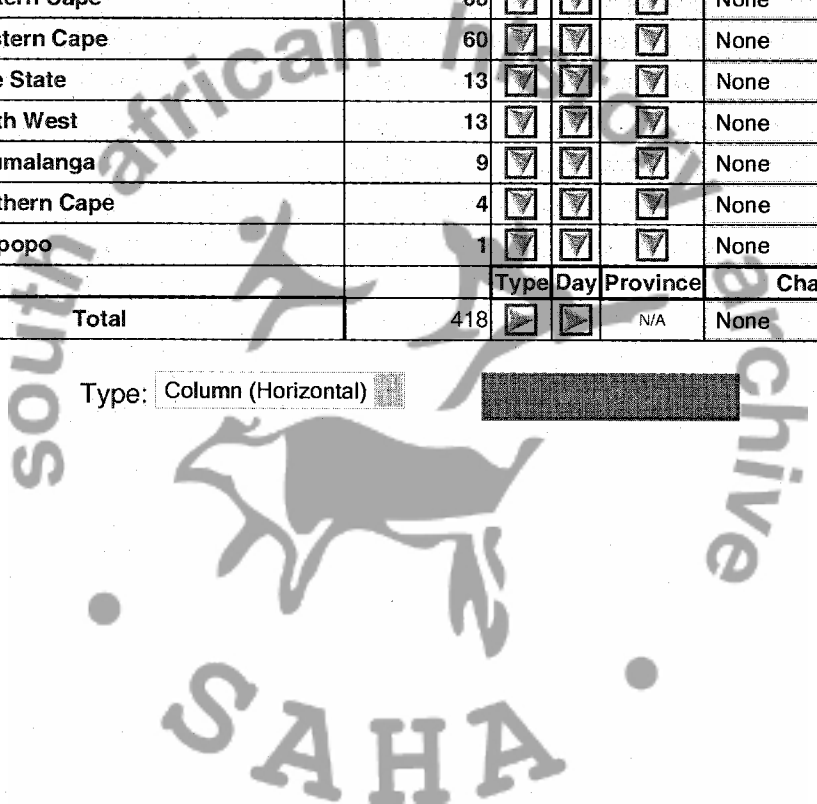 stern Cape 60 None
e State 13 None
th West 13 None
umalanga 9 None
thern Cape 4 None
popo 1 None
Type Day Province Cha
Total 418 N/A None
Type: Column (Horizontal)
south african history archive
SAHA